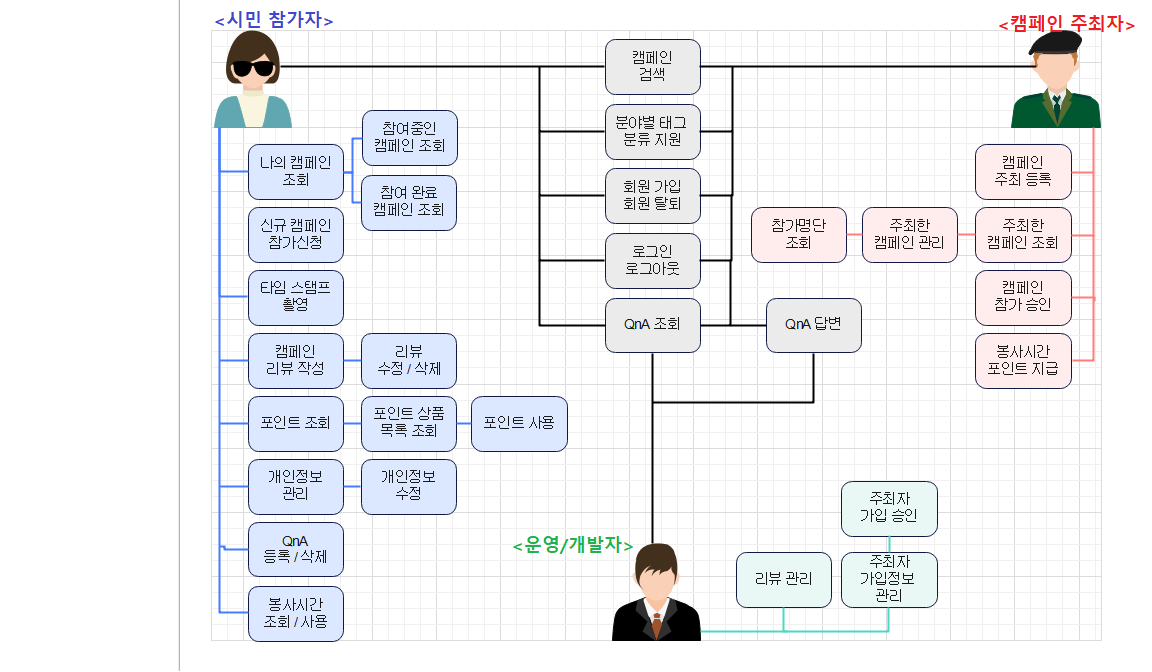 <시민 참가자>
<캠페인 주최자>
캠페인
검색
분야별 태그
분류 지원
회원 가입
회원 탈퇴
로그인
로그아웃
QnA 조회
QnA 답변
나의 캠페인
조회
참여중인
캠페인 조회
참여 완료
캠페인 조회
신규 캠페인
참가신청
타임 스탬프
촬영
캠페인
리뷰 작성
리뷰
수정 / 삭제
포인트 조회
포인트 상품
목록 조회
포인트 사용
개인정보
관리
개인정보
수정
QnA
등록 / 삭제
봉사시간
조회 / 사용
캠페인
주최 등록
참가명단
조회
주최한
캠페인 관리
주최한
캠페인 조회
캠페인
참가 승인
봉사시간
포인트 지급
<운영/개발자>
주최자
가입 승인
리뷰 관리
주최자
가입정보
관리